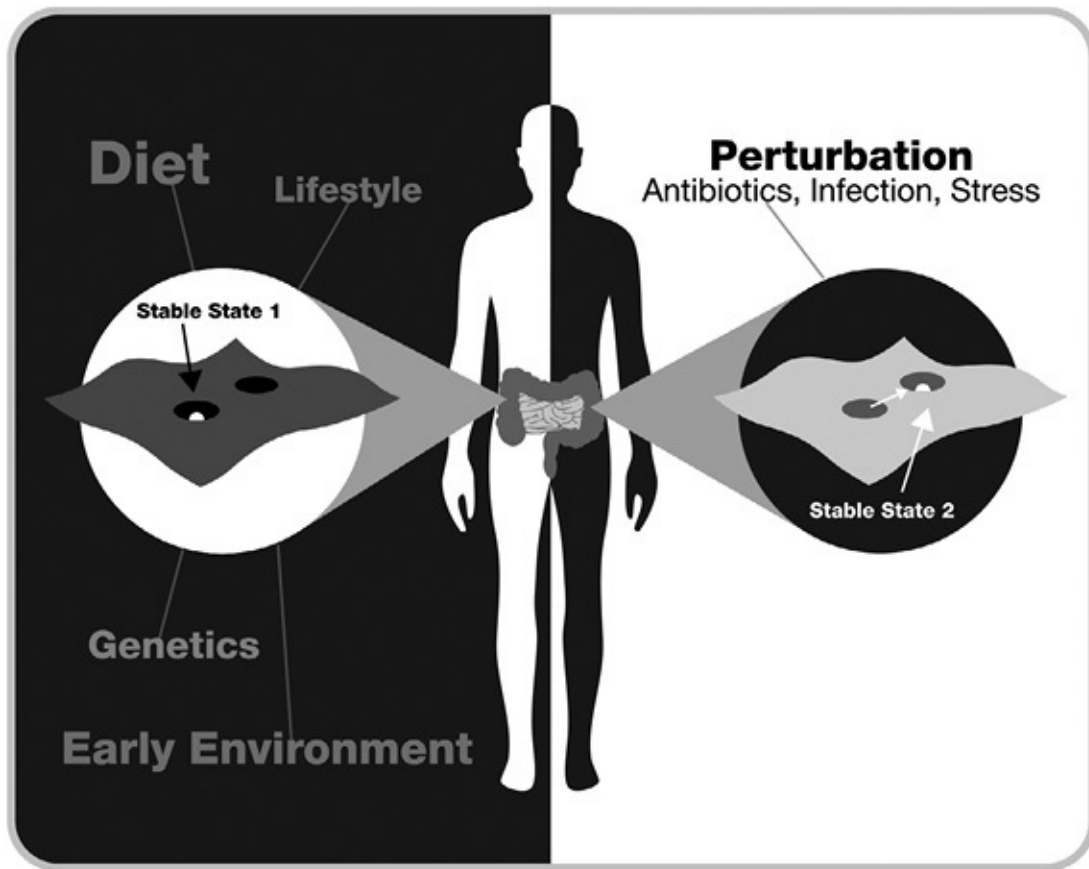 Diet
Lifestyle
Stable State 1
Genetics
Early Environment
Perturbation
Antibiotics, Infection, Stress
Stable State 2